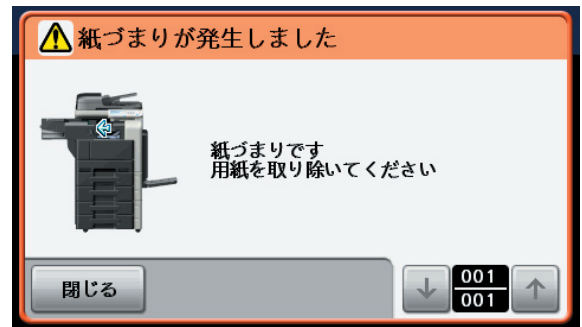 紙づまりが発生しました
紙づまりです
用紙を取り除いてください
閉じる
001
001